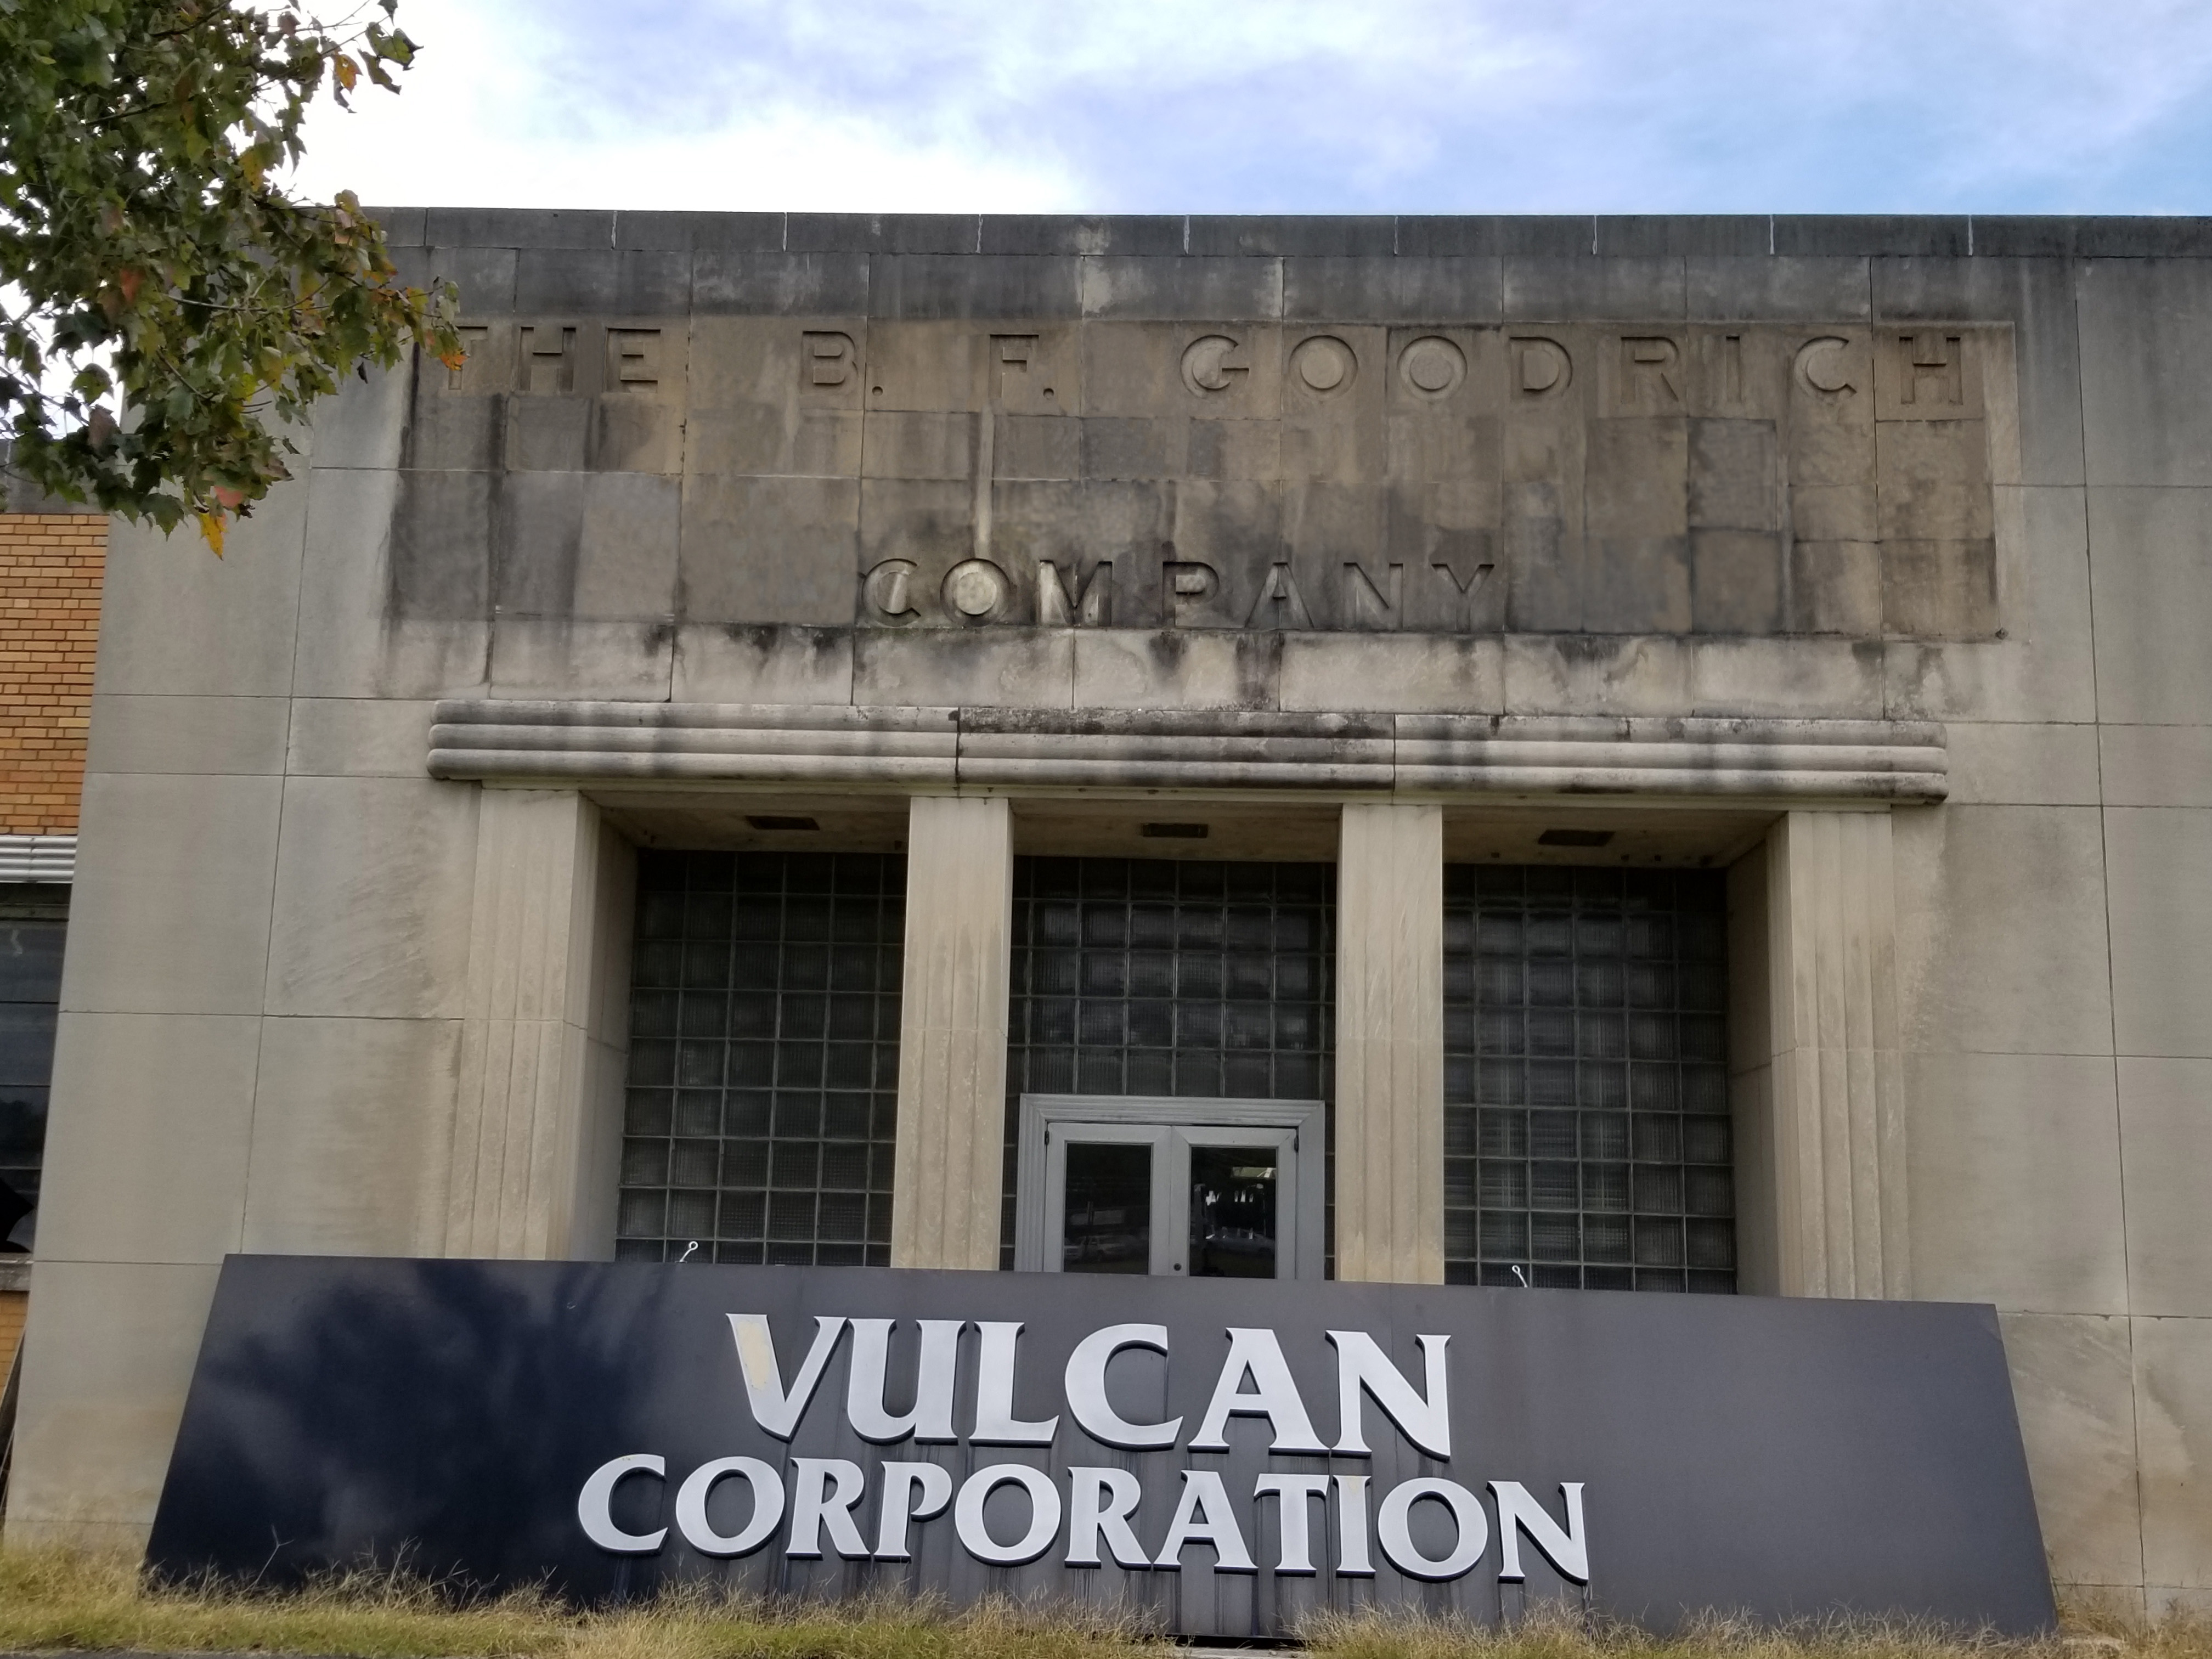 THE B. F. GOODRICH
COMPANY
VULCAN
CORPORATION